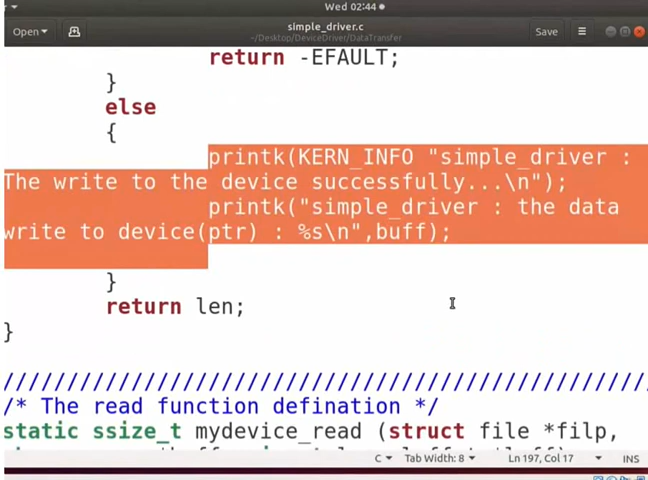 Wed 02:44
Open
simple_driver.c
~/Desktop/DeviceDriver/DataTransfer
Save
return -EFAULT;
}
else
{
printk(KERN_INFO "simple_driver :
The write to the device successfully...\n");
printk("simple_driver : the data
write to device(ptr) : %s\n",buff);
}
return len;
}
////////////////////////////////////////////////////
/* The read function defination */
static ssize_t mydevice_read (struct file *filp,
C Tab Width: 8 Ln 197, Col 17 INS